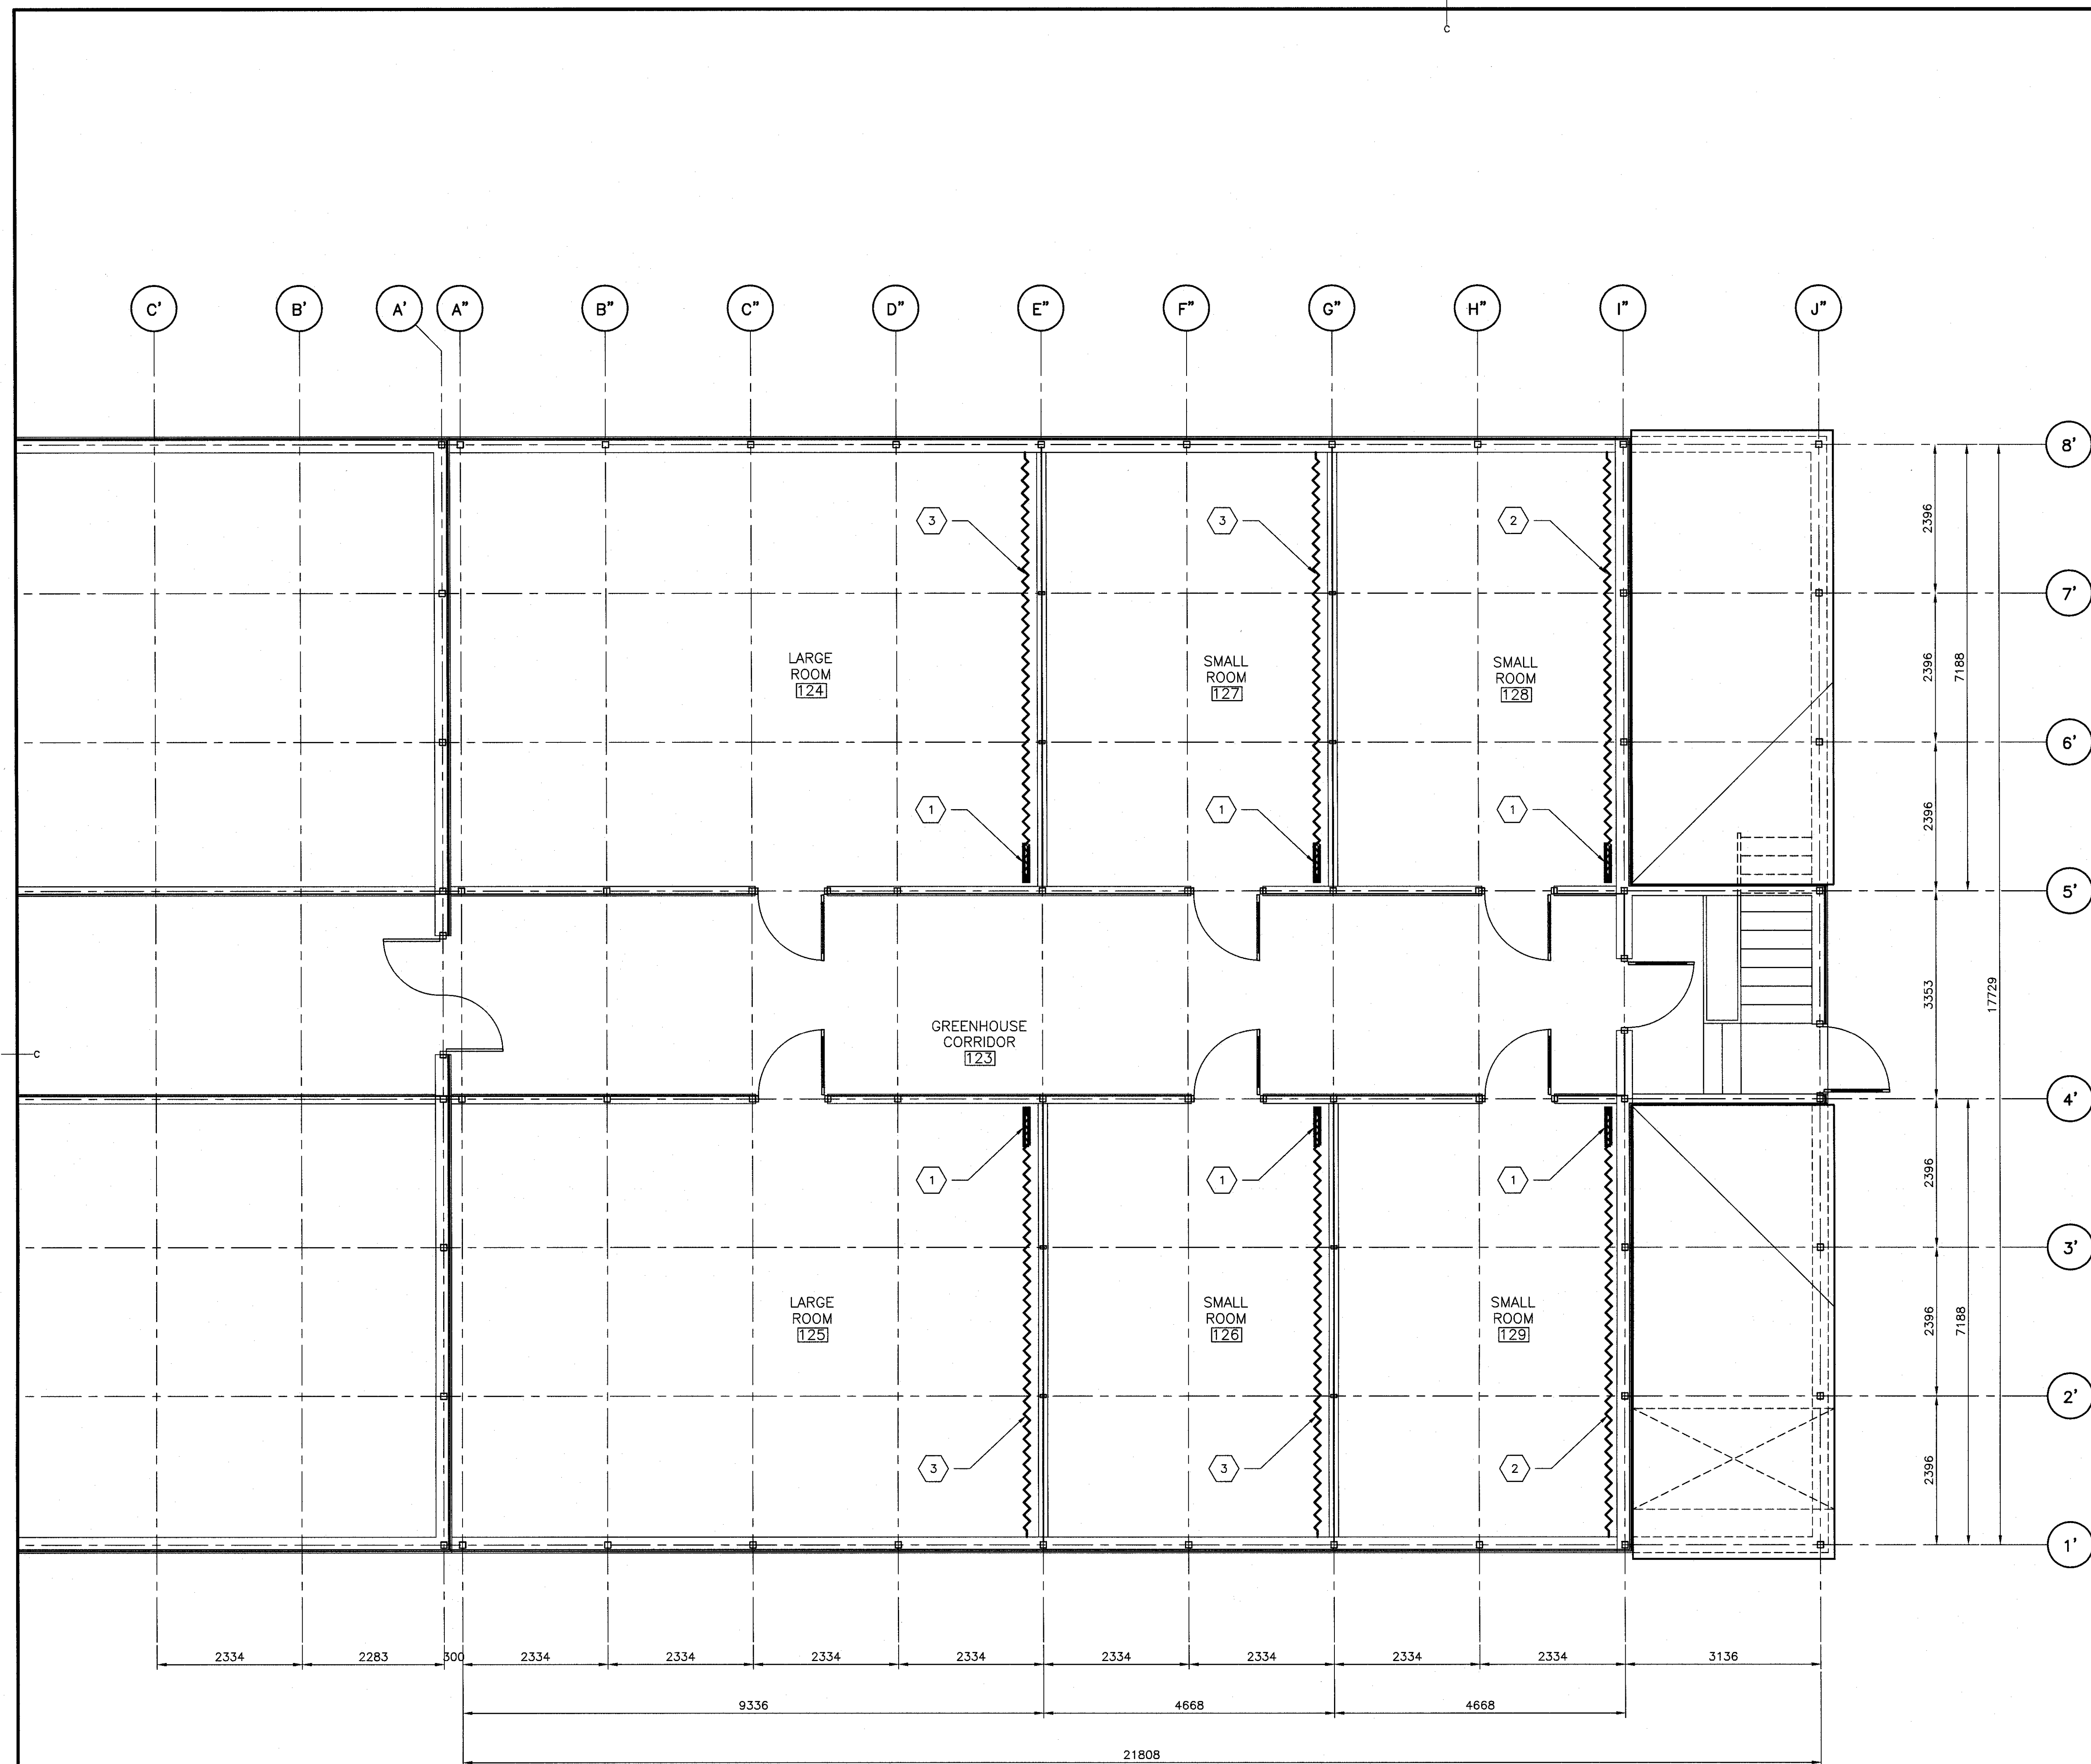 C
C'
B'
A'
A"
B"
C"
D"
E"
F"
G"
H"
I"
J"
8'
7'
6'
5'
4'
3'
2'
1'
3
3
2
LARGE
ROOM
124
SMALL
ROOM
127
SMALL
ROOM
128
1
1
1
GREENHOUSE
CORRIDOR
123
C
1
1
1
LARGE
ROOM
125
SMALL
ROOM
126
SMALL
ROOM
129
3
3
2
2396
2396
7188
2396
3353
17729
2396
2396
7188
2396
2334
2283
300
2334
2334
2334
2334
2334
2334
2334
2334
3136
9336
4668
4668
21808